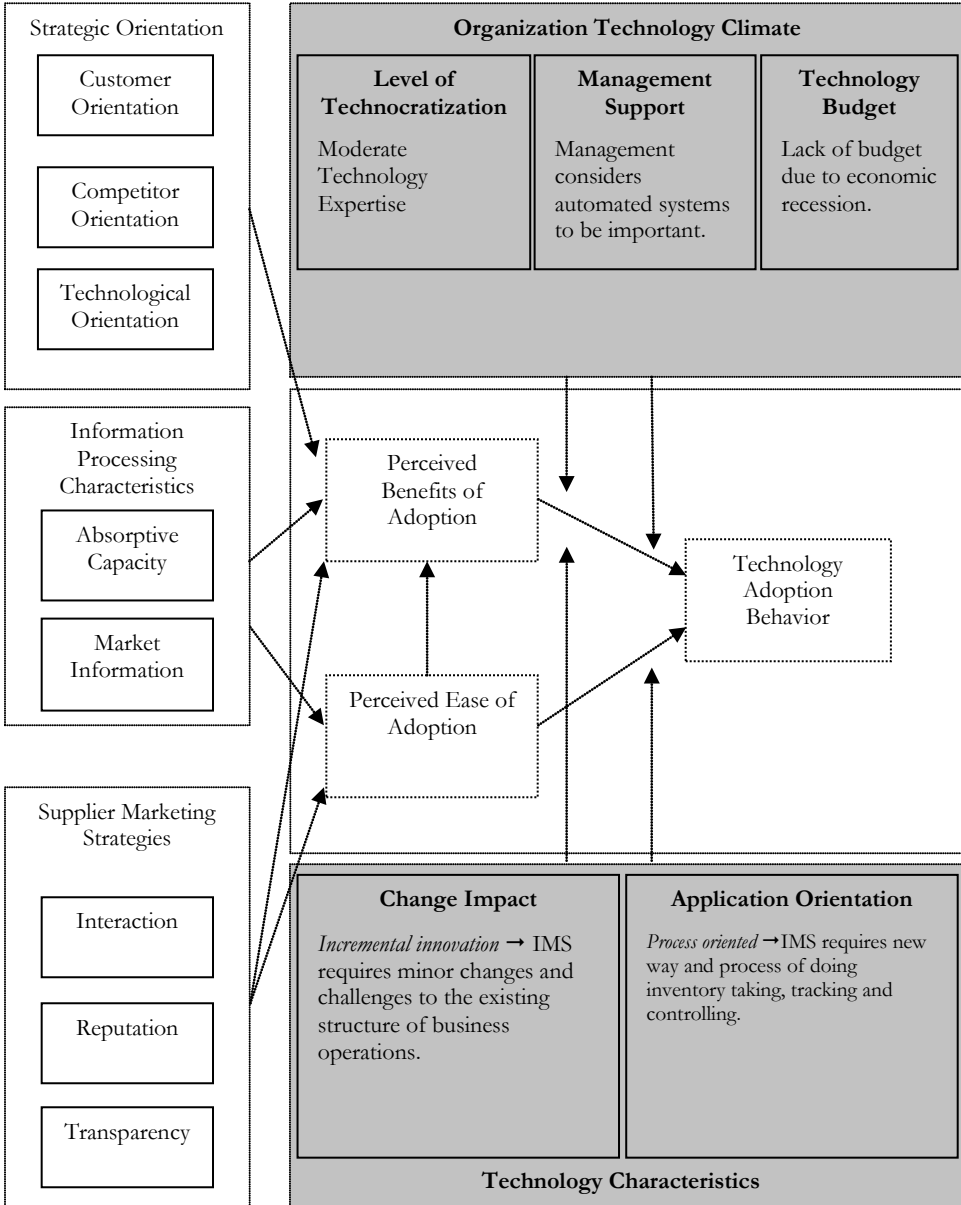 Strategic Orientation
Customer
Orientation
Competitor
Orientation
Technological
Orientation
Organization Technology Climate
Level of
Technocratization
Moderate
Technology
Expertise
Management
Support
Management
considers
automated systems
to be important.
Technology
Budget
Lack of budget
due to economic
recession.
Information
Processing
Characteristics
Absorptive
Capacity
Market
Information
Perceived
Benefits of
Adoption
Perceived Ease of
Adoption
Technology
Adoption
Behavior
Supplier Marketing
Strategies
Interaction
Reputation
Transparency
Change Impact
Incremental innovation → IMS
requires minor changes and
challenges to the existing
structure of business
operations.
Application Orientation
Process oriented →IMS requires new
way and process of doing
inventory taking, tracking and
controlling.
Technology Characteristics